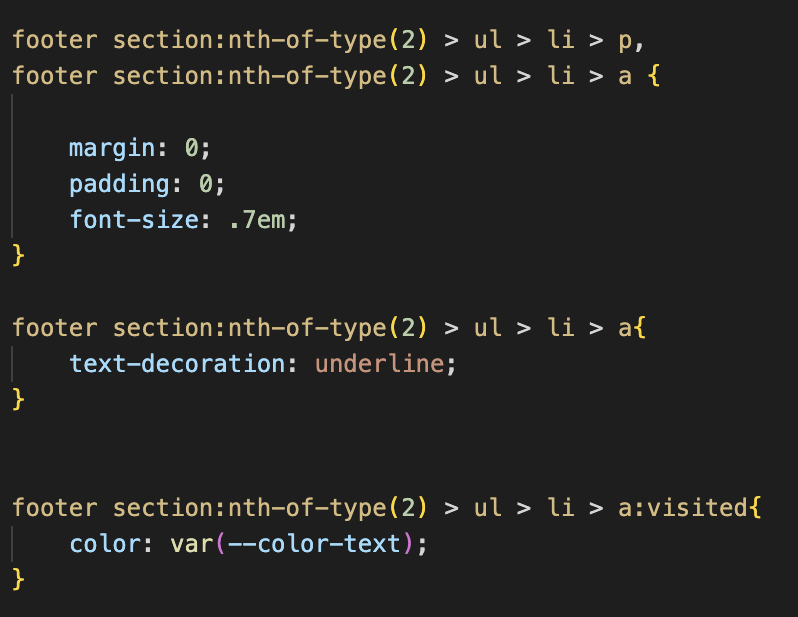 footer section:nth-of-type(2) > ul > li > p,
footer section:nth-of-type(2) > ul > li > a {
margin: 0;
padding: 0;
font-size: .7em;
}
footer section:nth-of-type(2) > ul > li > a{
text-decoration: underline;
}
footer section:nth-of-type(2) > ul > li > a:visited{
color: var(--color-text);
}